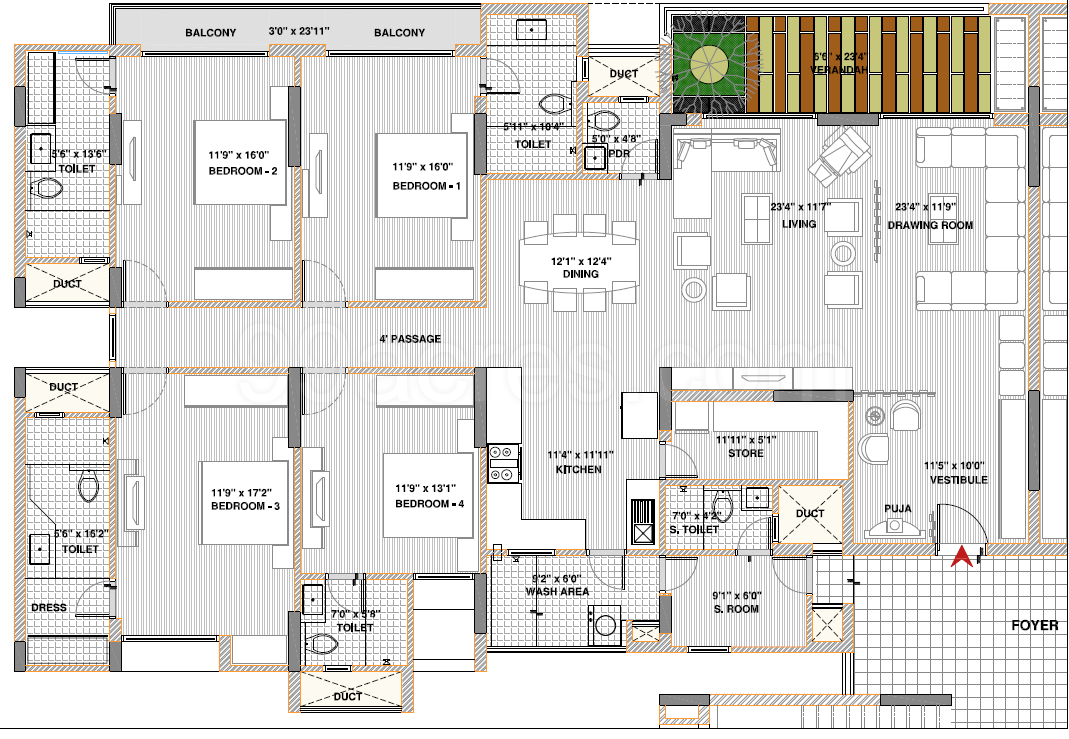 BALCONY
3'0" x 23'11"
BALCONY
5'6" x 23'4"
VERANDAH
DUCT
5'11" x 10'4"
TOILET
5'0" x 4'8"
PDR
5'6" x 13'6"
TOILET
11'9" x 16'0"
BEDROOM - 2
11'9" x 16'0"
BEDROOM - 1
23'4" x 11'7"
LIVING
23'4" x 11'9"
DRAWING ROOM
12'1" x 12'4"
DINING
DUCT
4' PASSAGE
99acres.com
DUCT
11'11" x 5'1"
STORE
11'4" x 11'11"
KITCHEN
11'5" x 10'0"
VESTIBULE
11'9" x 17'2"
BEDROOM - 3
11'9" x 13'1"
BEDROOM - 4
PUJA
DUCT
7'0" x 4'2"
S. TOILET
5'6" x 16'2"
TOILET
9'2" x 6'0"
WASH AREA
9'1" x 6'0"
S. ROOM
DRESS
7'0" x 5'8"
TOILET
FOYER
DUCT